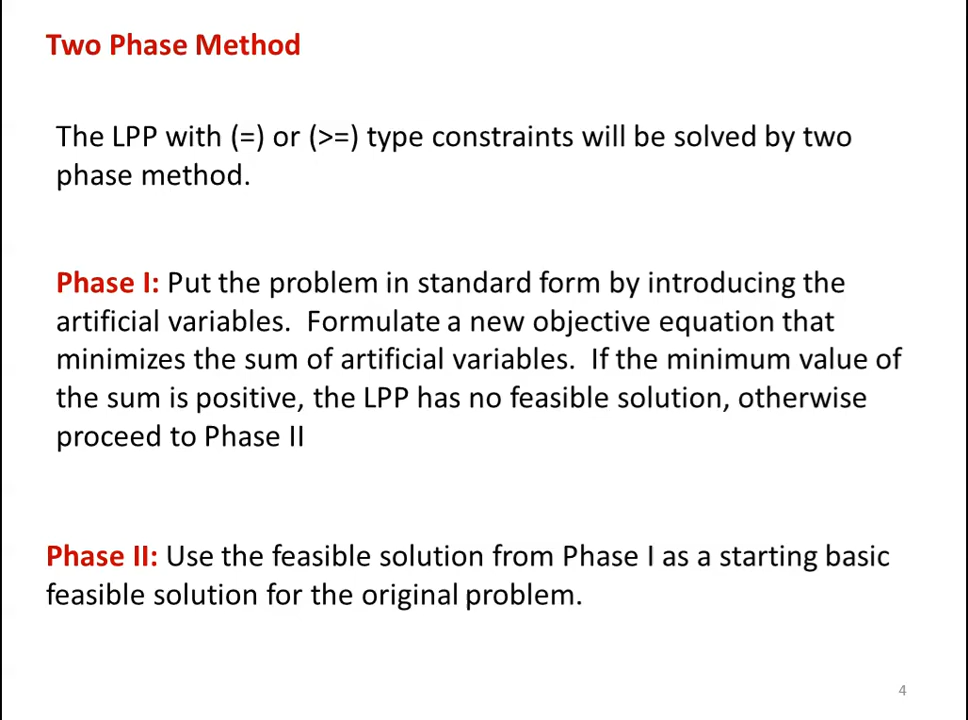 Two Phase Method
The LPP with (=) or (>=) type constraints will be solved by two
phase method.
Phase I: Put the problem in standard form by introducing the
artificial variables.  Formulate a new objective equation that
minimizes the sum of artificial variables.  If the minimum value of
the sum is positive, the LPP has no feasible solution, otherwise
proceed to Phase II
Phase II: Use the feasible solution from Phase I as a starting basic
feasible solution for the original problem.
4